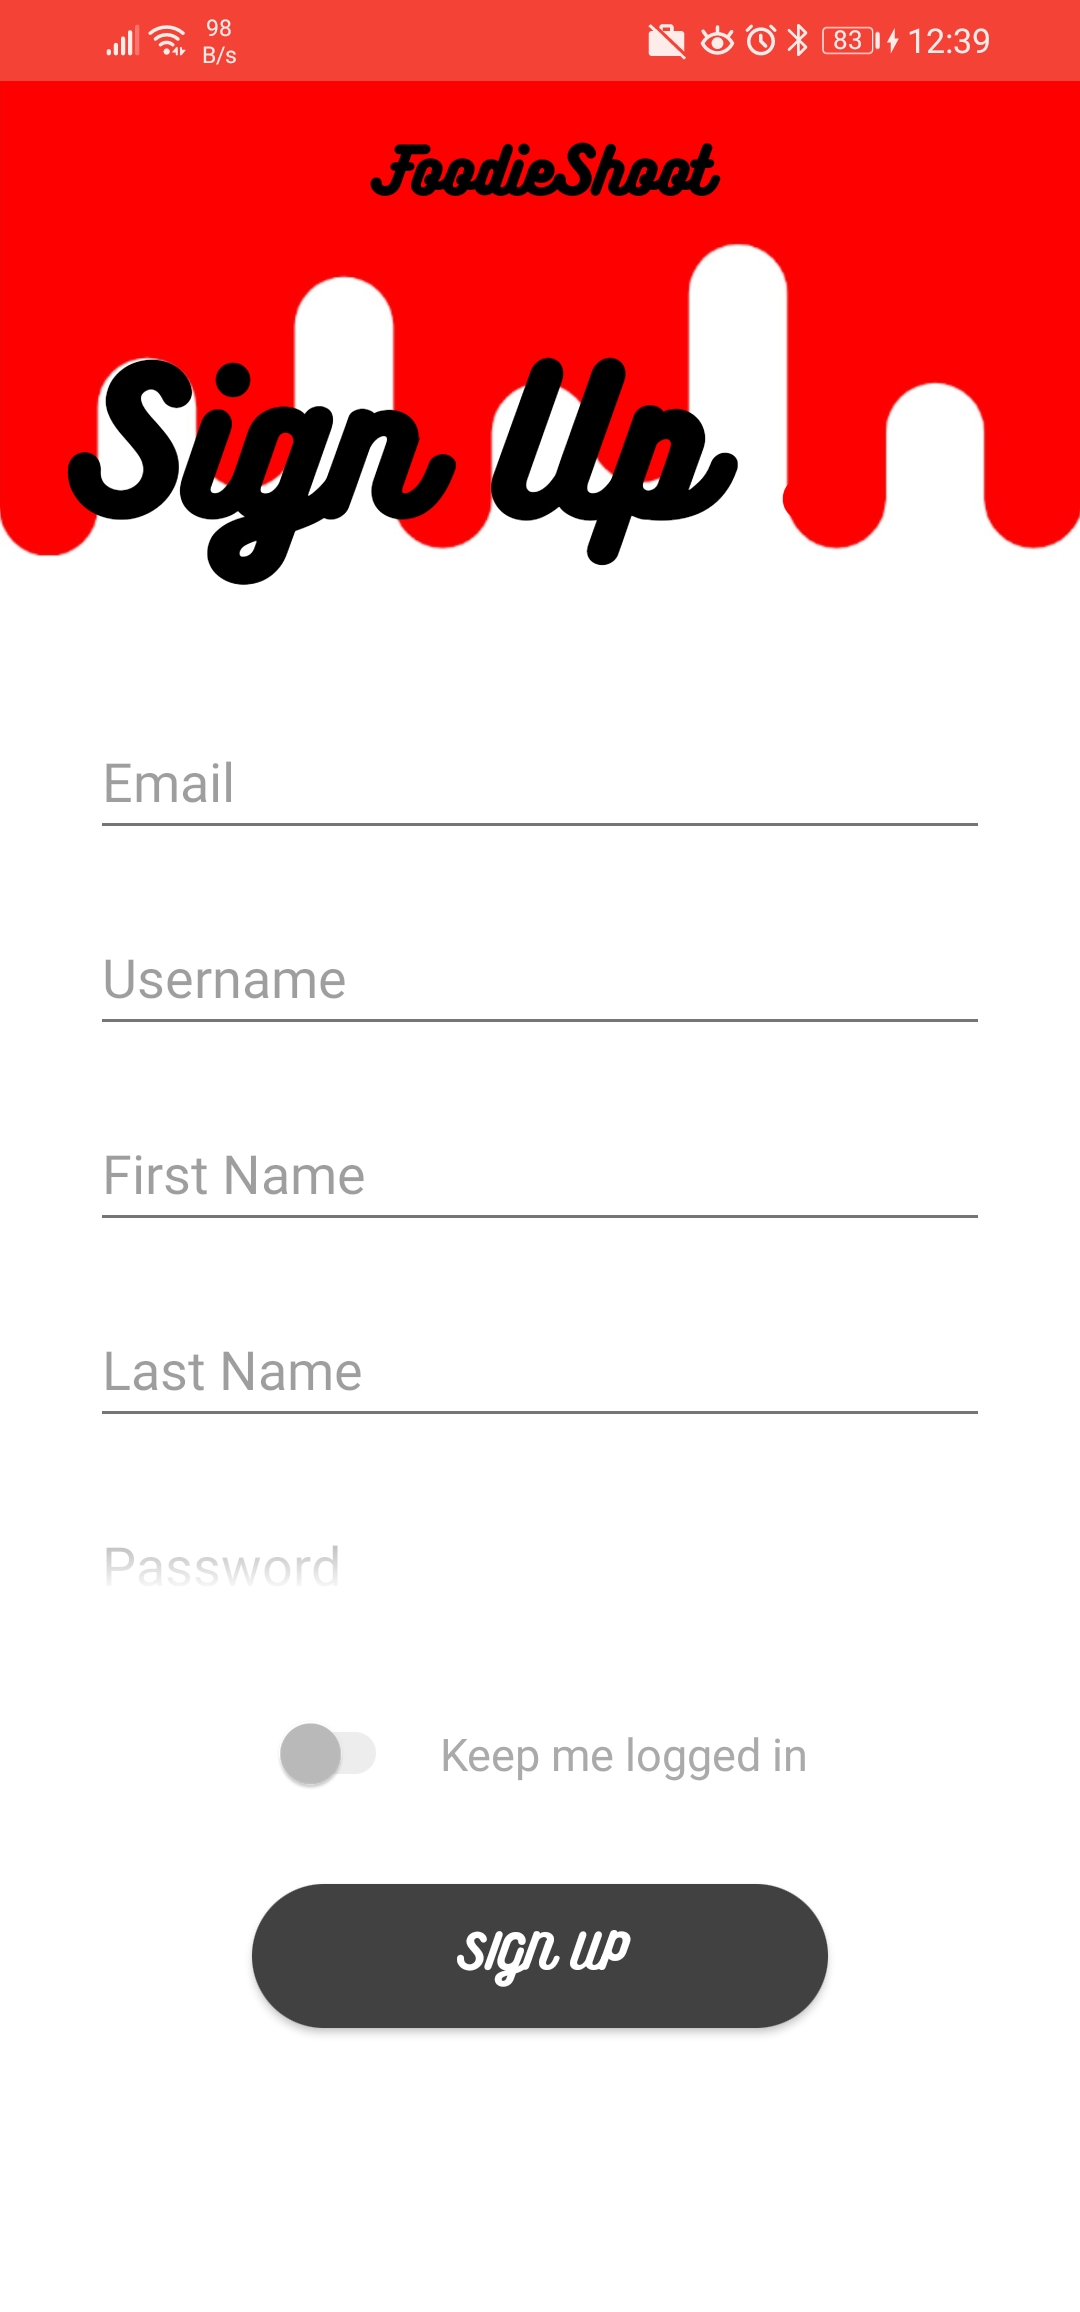 98
B/s
83
12:39
FoodieShoot
Sign Up
Email
Username
First Name
Last Name
Password
Keep me logged in
sign up